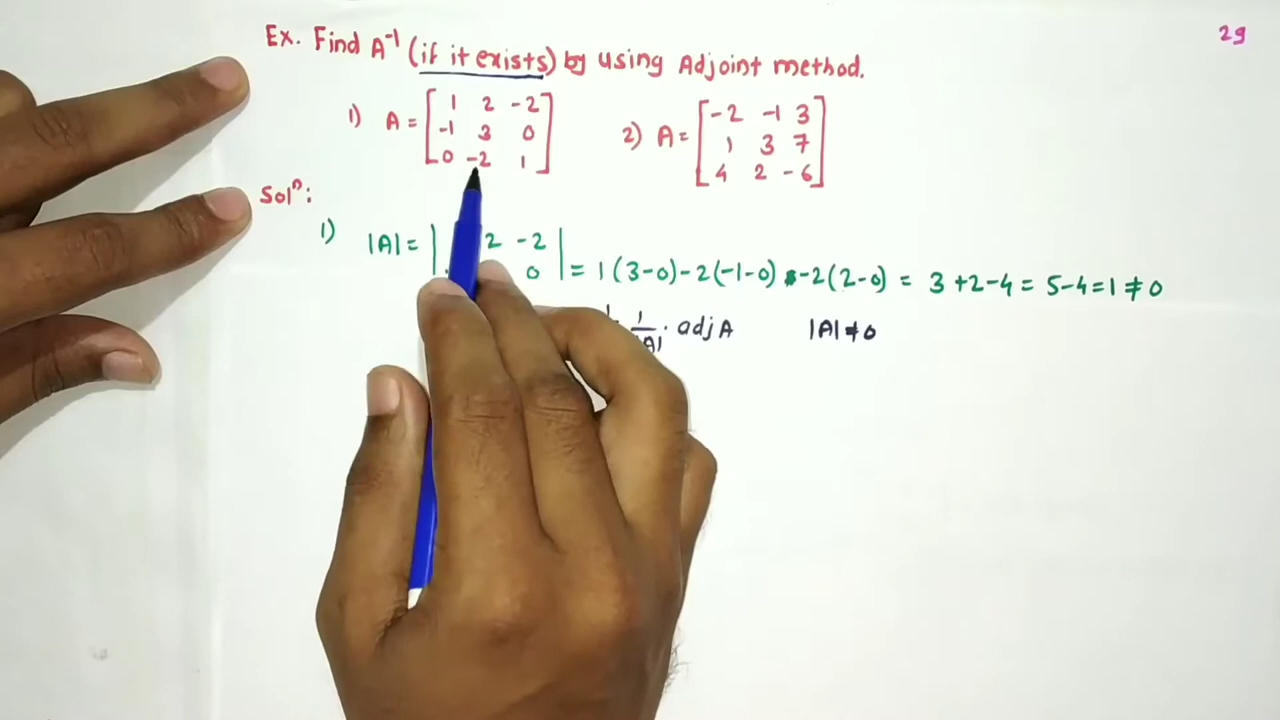 29
Ex. Find A⁻¹ (if it exists) by using Adjoint method.
1) A = [ 1 2 -2
-1 3 0
0 -2 1 ]
2) A = [ -2 -1 3
1 3 7
4 2 -6 ]
Solⁿ:
1) |A| = | 2 -2
0 | = 1(3-0)-2(-1-0) -2(2-0) = 3+2-4 = 5-4=1 ≠ 0
1/|A| · adj A |A| ≠ 0